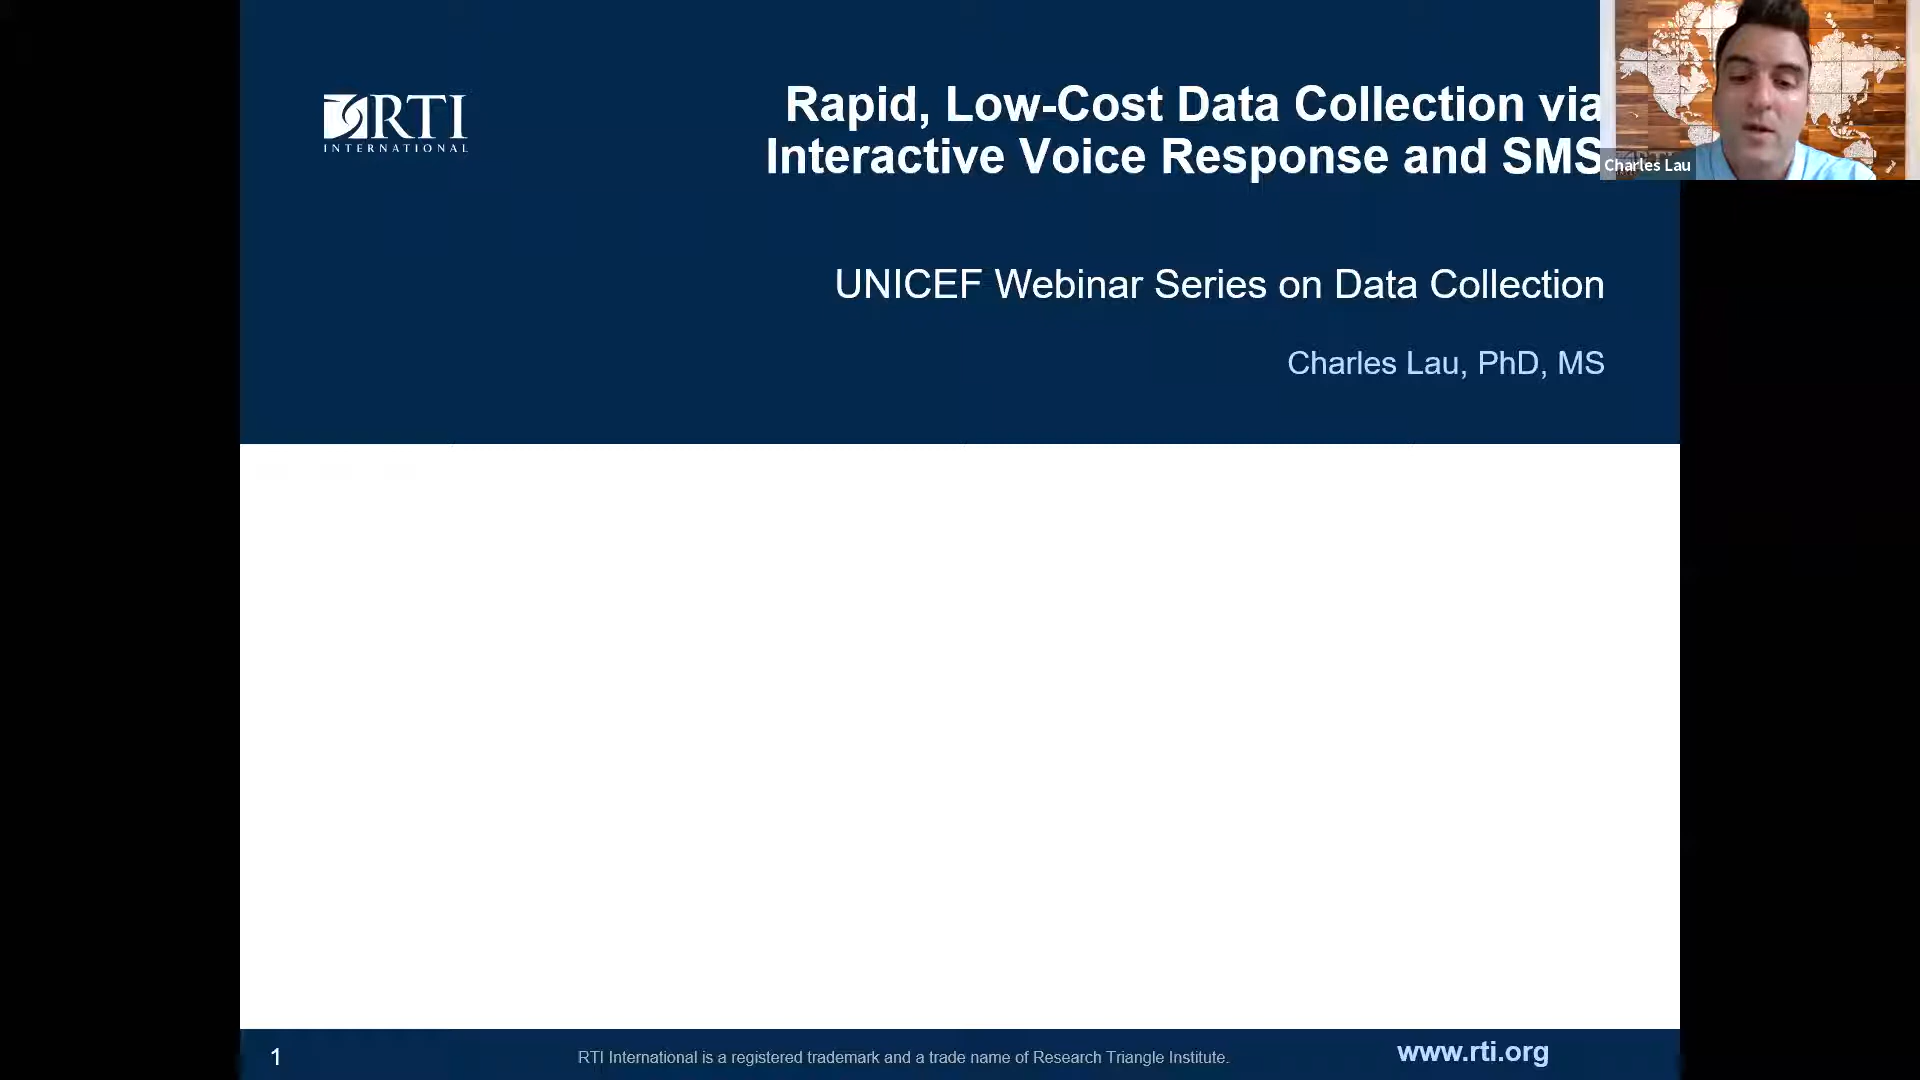 RTI
INTERNATIONAL
Rapid, Low-Cost Data Collection via
Interactive Voice Response and SMS
Charles Lau
UNICEF Webinar Series on Data Collection
Charles Lau, PhD, MS
1
RTI International is a registered trademark and a trade name of Research Triangle Institute.
www.rti.org